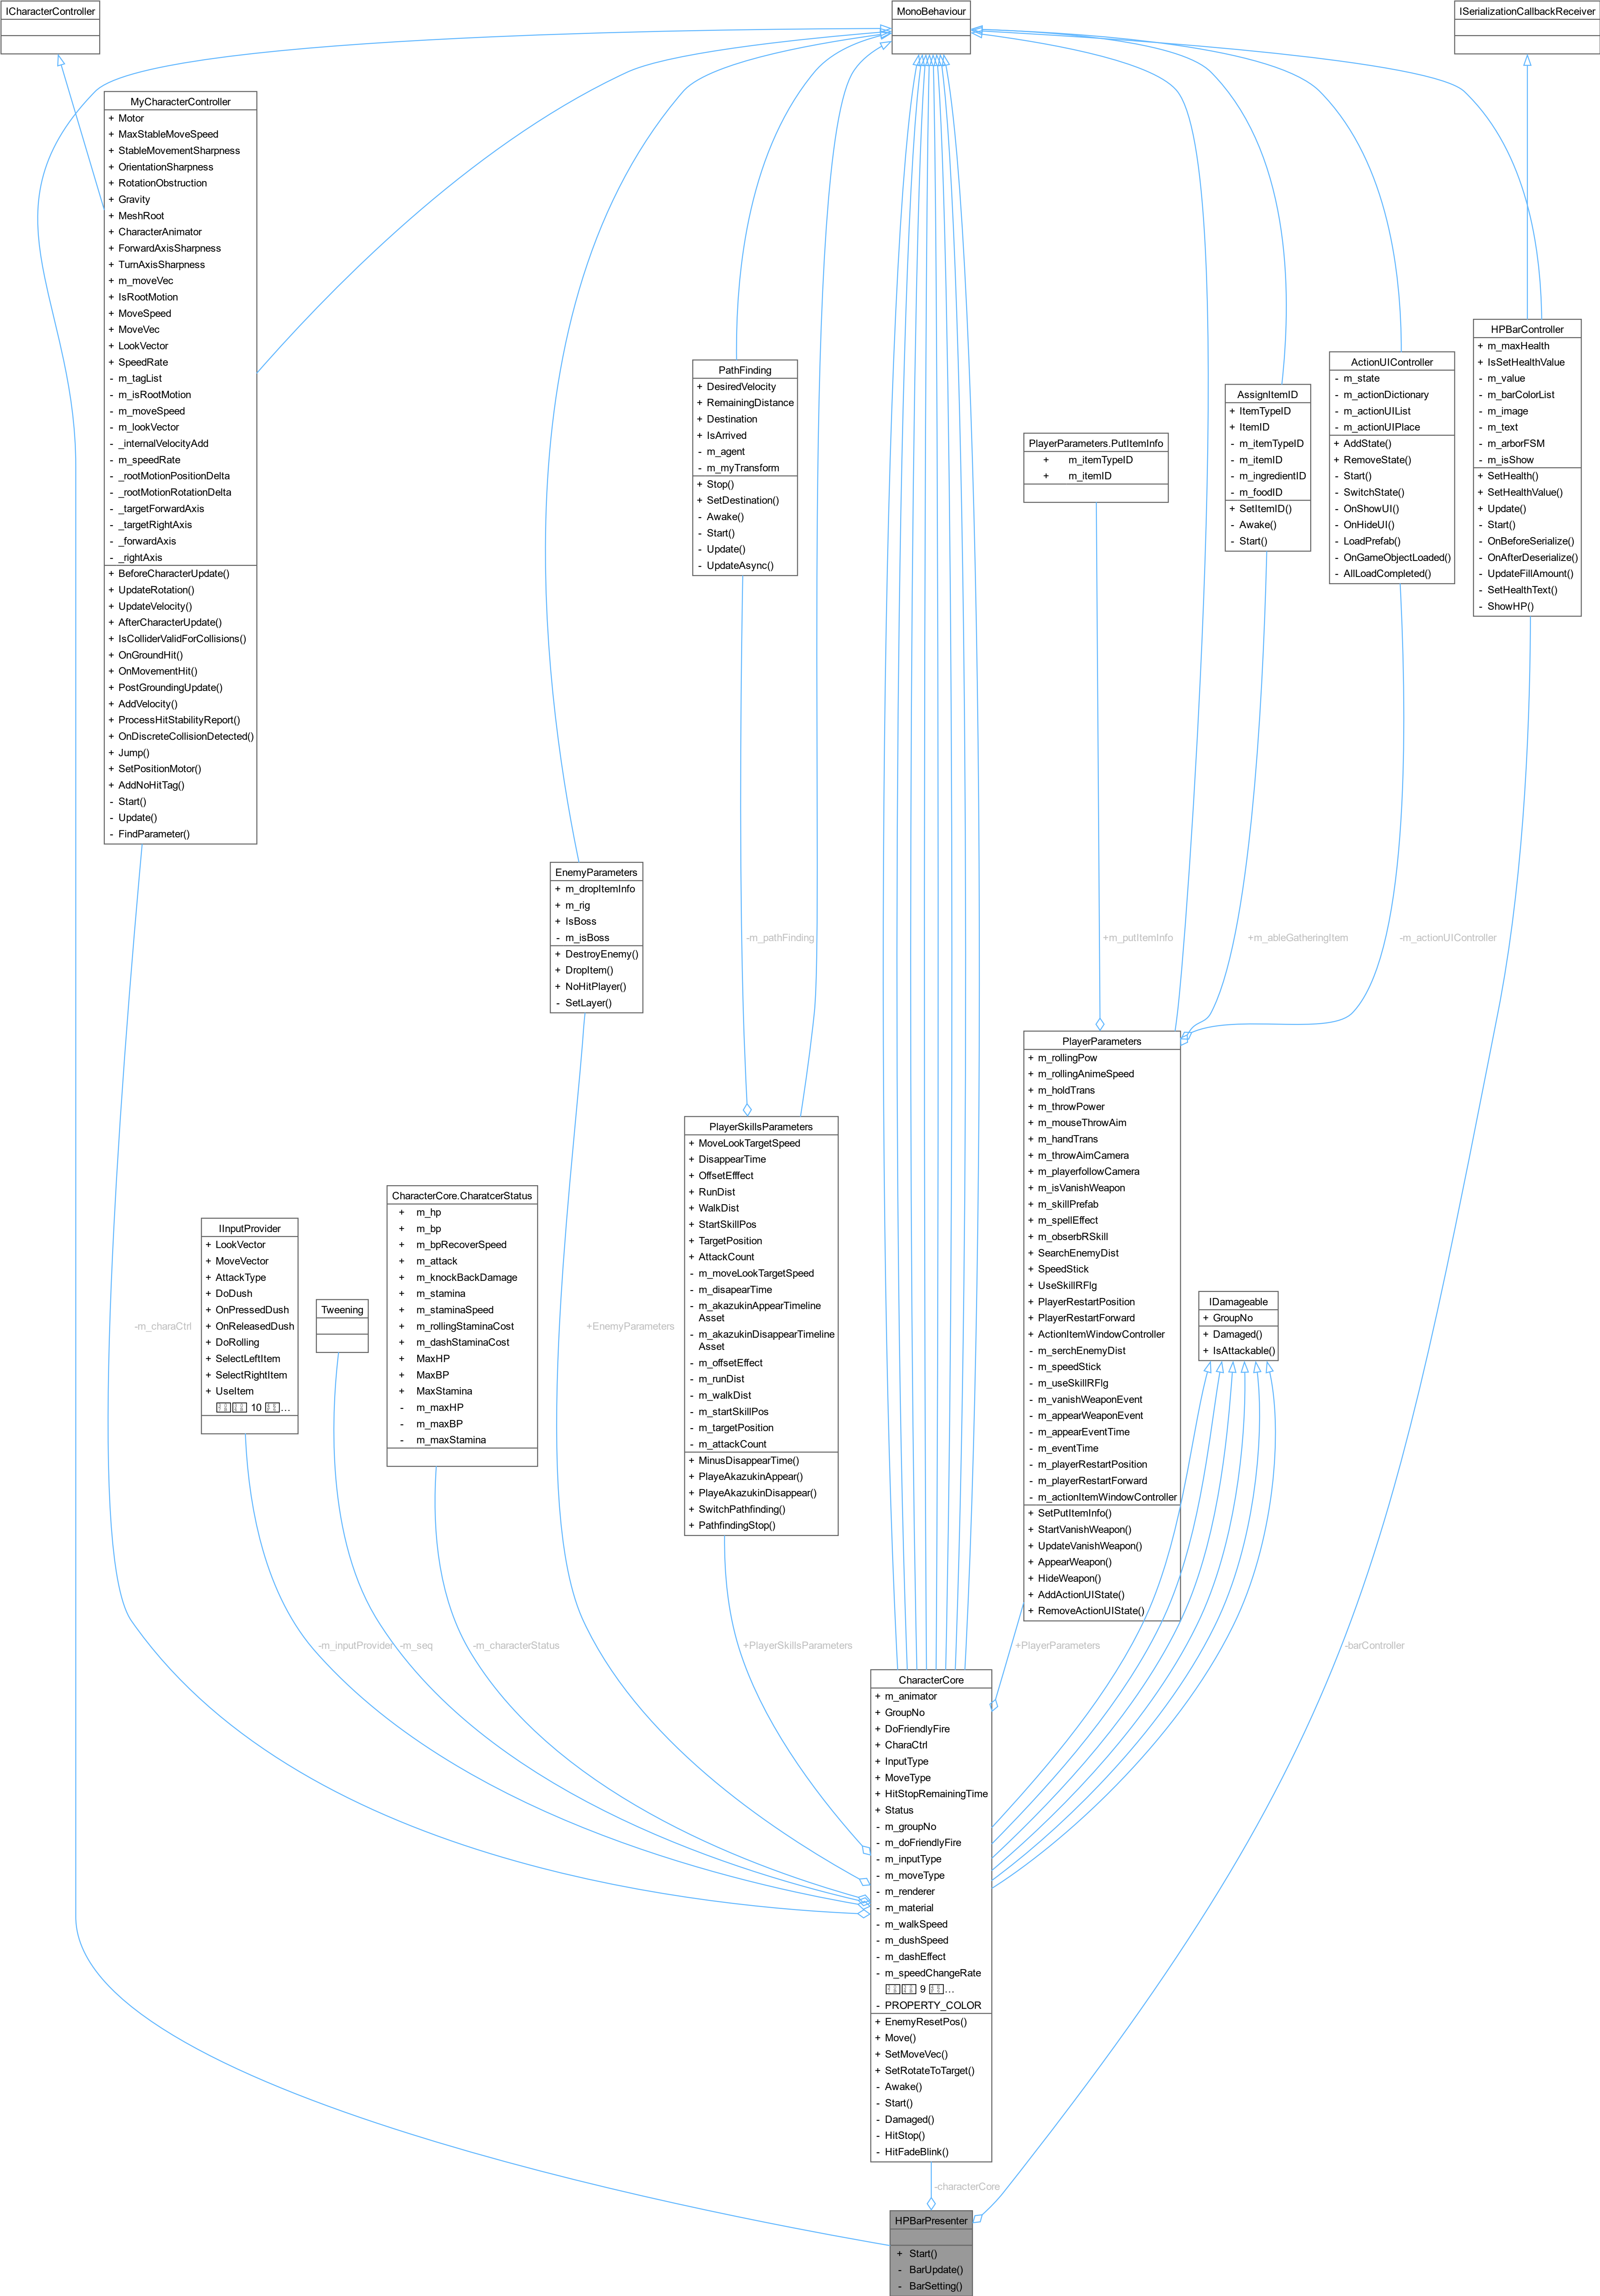 ICharacterController
MonoBehaviour
ISerializationCallbackReceiver
MyCharacterController
+ Motor
+ MaxStableMoveSpeed
+ StableMovementSharpness
+ OrientationSharpness
+ RotationObstruction
+ Gravity
+ MeshRoot
+ CharacterAnimator
+ ForwardAxisSharpness
+ TurnAxisSharpness
+ m_moveVec
+ IsRootMotion
+ MoveSpeed
+ MoveVec
+ LookVector
+ SpeedRate
- m_tagList
- m_isRootMotion
- m_moveSpeed
- m_lookVector
- _internalVelocityAdd
- m_speedRate
- _rootMotionPositionDelta
- _rootMotionRotationDelta
- _targetForwardAxis
- _targetRightAxis
- _forwardAxis
- _rightAxis
+ BeforeCharacterUpdate()
+ UpdateRotation()
+ UpdateVelocity()
+ AfterCharacterUpdate()
+ IsColliderValidForCollisions()
+ OnGroundHit()
+ OnMovementHit()
+ PostGroundingUpdate()
+ AddVelocity()
+ ProcessHitStabilityReport()
+ OnDiscreteCollisionDetected()
+ Jump()
+ SetPositionMotor()
+ AddNoHitTag()
- Start()
- Update()
- FindParameter()
HPBarController
+ m_maxHealth
+ IsSetHealthValue
- m_value
- m_barColorList
- m_image
- m_text
- m_arborFSM
- m_isShow
+ SetHealth()
+ SetHealthValue()
+ Update()
- Start()
- OnBeforeSerialize()
- OnAfterDeserialize()
- UpdateFillAmount()
- SetHealthText()
- ShowHP()
ActionUIController
- m_state
- m_actionDictionary
- m_actionUIList
- m_actionUIPlace
+ AddState()
+ RemoveState()
- Start()
- SwitchState()
- OnShowUI()
- OnHideUI()
- LoadPrefab()
- OnGameObjectLoaded()
- AllLoadCompleted()
PathFinding
+ DesiredVelocity
+ RemainingDistance
+ Destination
+ IsArrived
- m_agent
- m_myTransform
+ Stop()
+ SetDestination()
- Awake()
- Start()
- Update()
- UpdateAsync()
AssignItemID
+ ItemTypeID
+ ItemID
- m_itemTypeID
- m_itemID
- m_ingredientID
- m_foodID
+ SetItemID()
- Awake()
- Start()
PlayerParameters.PutItemInfo
+ m_itemTypeID
+ m_itemID
EnemyParameters
+ m_dropItemInfo
+ m_rig
+ IsBoss
- m_isBoss
+ DestroyEnemy()
+ DropItem()
+ NoHitPlayer()
- SetLayer()
-m_pathFinding
+m_putItemInfo
+m_ableGatheringItem
-m_actionUIController
PlayerParameters
+ m_rollingPow
+ m_rollingAnimeSpeed
+ m_holdTrans
+ m_throwPower
+ m_mouseThrowAim
+ m_handTrans
+ m_throwAimCamera
+ m_playerfollowCamera
+ m_isVanishWeapon
+ m_skillPrefab
+ m_spellEffect
+ m_obserbRSkill
+ SearchEnemyDist
+ SpeedStick
+ UseSkillRFlg
+ PlayerRestartPosition
+ PlayerRestartForward
+ ActionItemWindowController
- m_serchEnemyDist
- m_speedStick
- m_useSkillRFlg
- m_vanishWeaponEvent
- m_appearWeaponEvent
- m_appearEventTime
- m_eventTime
- m_playerRestartPosition
- m_playerRestartForward
- m_actionItemWindowController
+ SetPutItemInfo()
+ StartVanishWeapon()
+ UpdateVanishWeapon()
+ AppearWeapon()
+ HideWeapon()
+ AddActionUIState()
+ RemoveActionUIState()
PlayerSkillsParameters
+ MoveLookTargetSpeed
+ DisappearTime
+ OffsetEfffect
+ RunDist
+ WalkDist
+ StartSkillPos
+ TargetPosition
+ AttackCount
- m_moveLookTargetSpeed
- m_disapearTime
- m_akazukinAppearTimeline
Asset
- m_akazukinDisappearTimeline
Asset
- m_offsetEffect
- m_runDist
- m_walkDist
- m_startSkillPos
- m_targetPosition
- m_attackCount
+ MinusDisappearTime()
+ PlayeAkazukinAppear()
+ PlayeAkazukinDisappear()
+ SwitchPathfinding()
+ PathfindingStop()
CharacterCore.CharatcerStatus
+ m_hp
+ m_bp
+ m_bpRecoverSpeed
+ m_attack
+ m_knockBackDamage
+ m_stamina
+ m_staminaSpeed
+ m_rollingStaminaCost
+ m_dashStaminaCost
+ MaxHP
+ MaxBP
+ MaxStamina
- m_maxHP
- m_maxBP
- m_maxStamina
IInputProvider
+ LookVector
+ MoveVector
+ AttackType
+ DoDush
+ OnPressedDush
+ OnReleasedDush
+ DoRolling
+ SelectLeftItem
+ SelectRightItem
+ UseItem
10 ...
Tweening
IDamageable
+ GroupNo
+ Damaged()
+ IsAttackable()
-m_charaCtrl
+EnemyParameters
-m_inputProvider
-m_seq
-m_characterStatus
+PlayerSkillsParameters
+PlayerParameters
-barController
CharacterCore
+ m_animator
+ GroupNo
+ DoFriendlyFire
+ CharaCtrl
+ InputType
+ MoveType
+ HitStopRemainingTime
+ Status
- m_groupNo
- m_doFriendlyFire
- m_inputType
- m_moveType
- m_renderer
- m_material
- m_walkSpeed
- m_dushSpeed
- m_dashEffect
- m_speedChangeRate
9 ...
- PROPERTY_COLOR
+ EnemyResetPos()
+ Move()
+ SetMoveVec()
+ SetRotateToTarget()
- Awake()
- Start()
- Damaged()
- HitStop()
- HitFadeBlink()
-characterCore
HPBarPresenter
+ Start()
- BarUpdate()
- BarSetting()